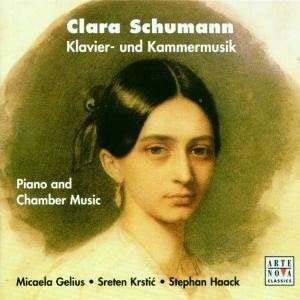 Clara Schumann
Klavier- und Kammermusik
Piano and
Chamber Music
Micaela Gelius • Sreten Krstić • Stephan Haack
ARTE
NOVA
CLASSICS